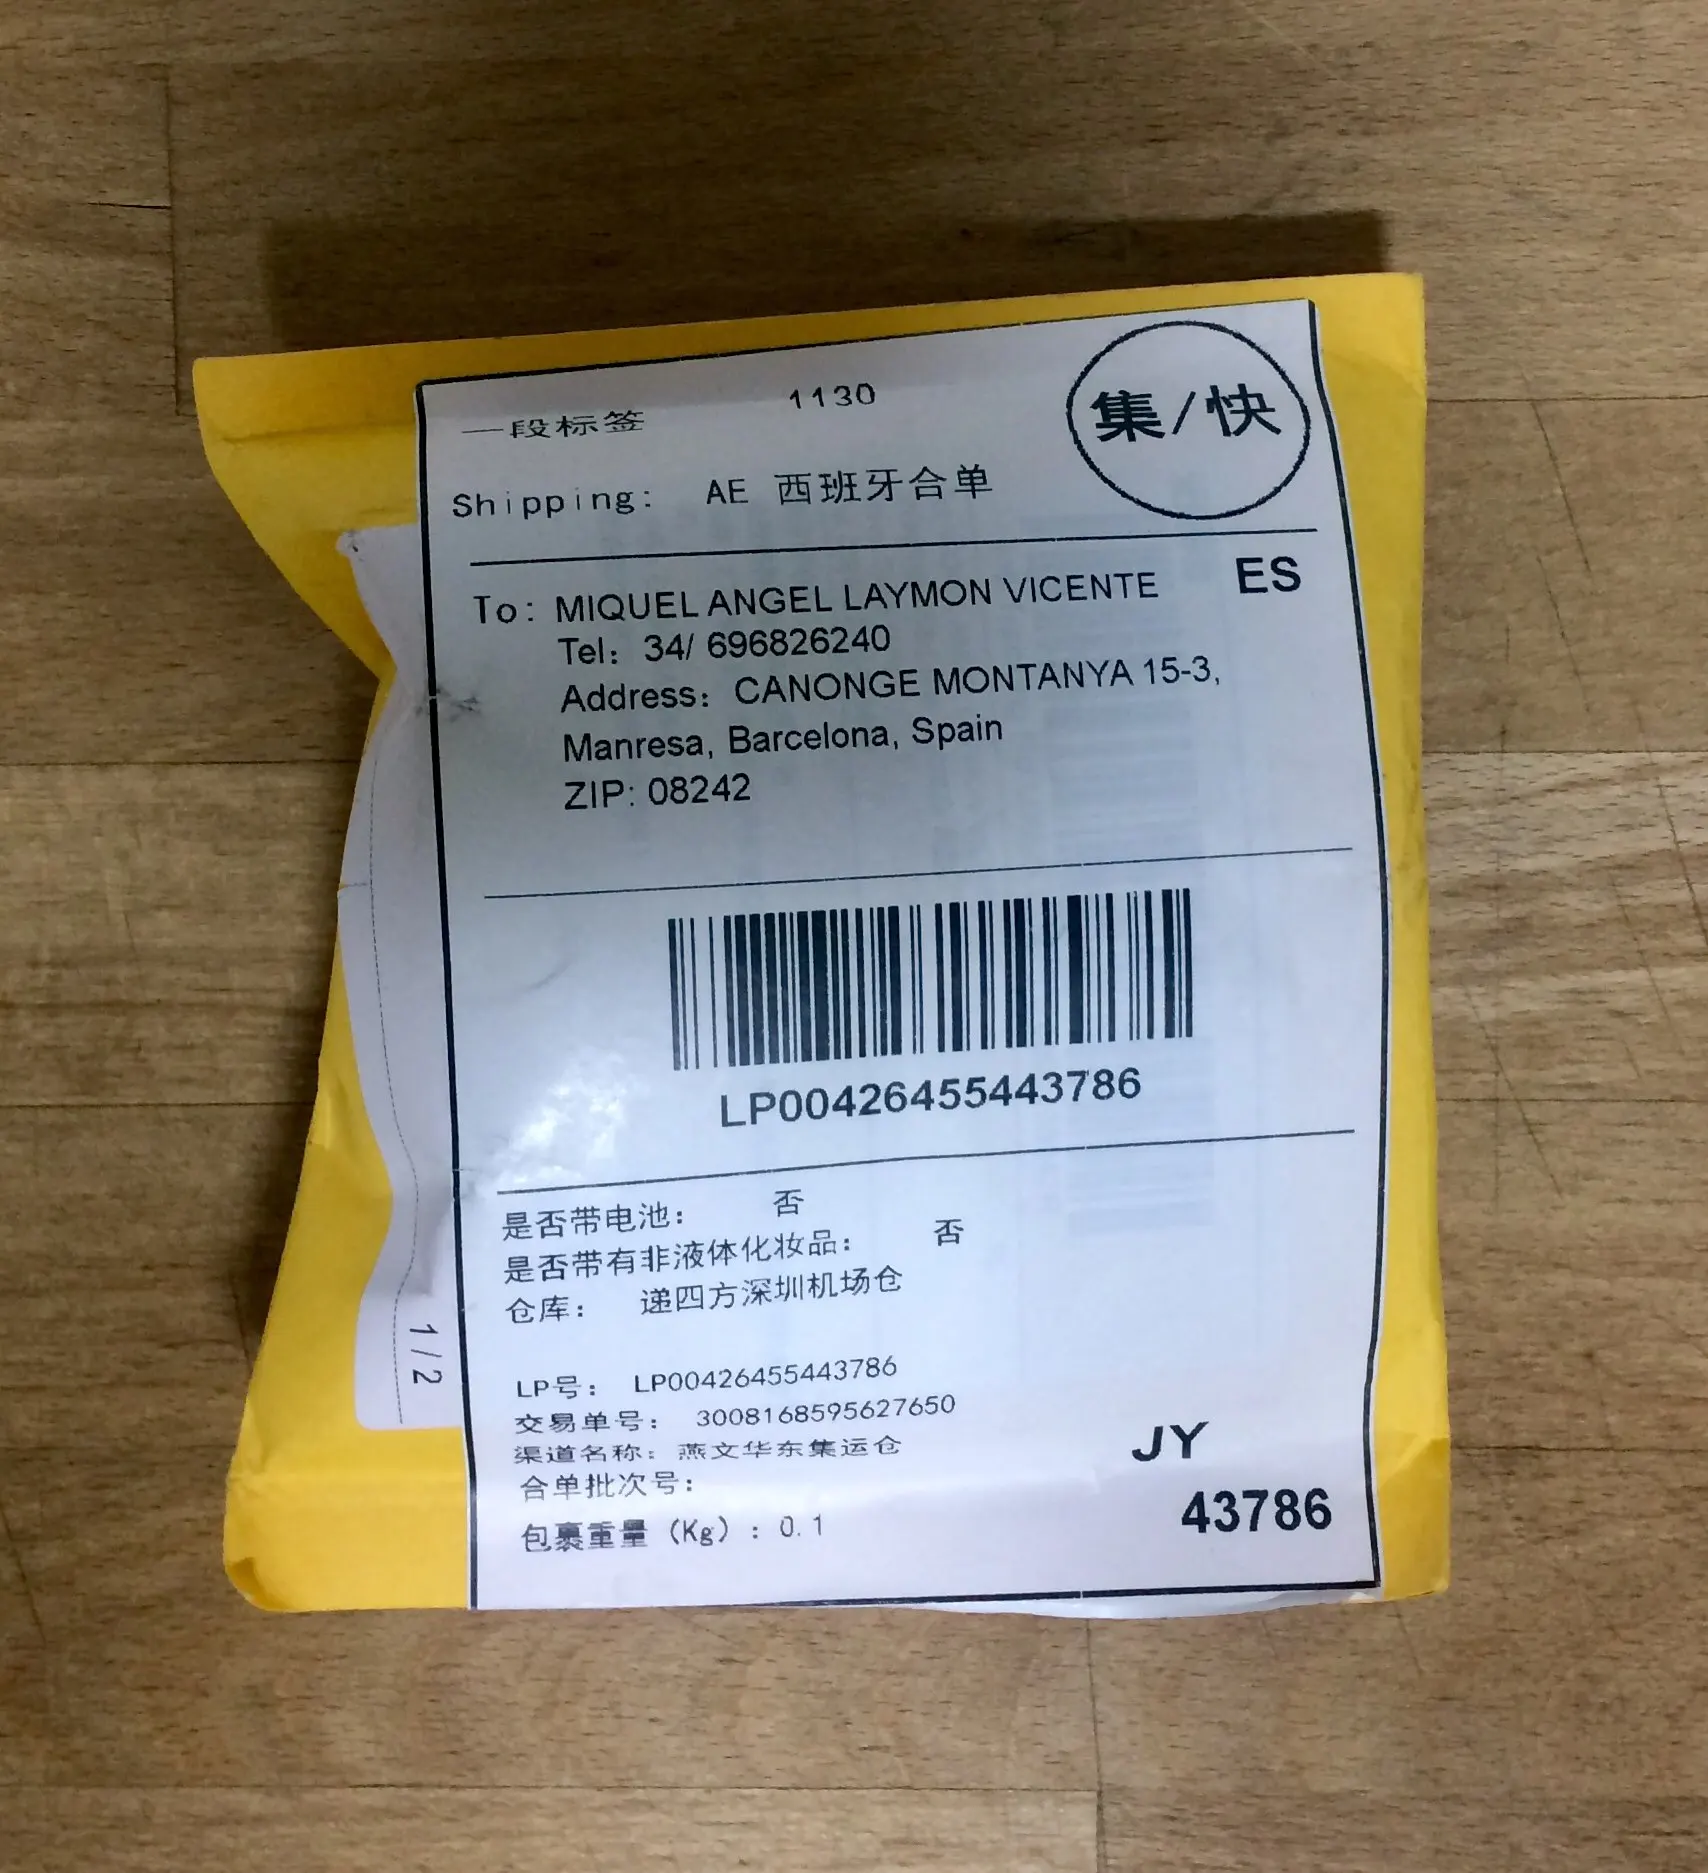 一段标签 1130 集/快
Shipping: AE 西班牙合单
ES
To: MIQUEL ANGEL LAYMON VICENTE
Tel: 34/ 696826240
Address: CANONGE MONTANYA 15-3,
Manresa, Barcelona, Spain
ZIP: 08242
LP00426455443786
是否带电池: 否
是否带有非液体化妆品: 否
仓库: 递四方深圳机场仓
LP号: LP00426455443786
交易单号: 3008168595627650
渠道名称: 燕文华东集运仓
合单批次号:
包裹重量 (Kg) : 0.1
JY
43786
1/2